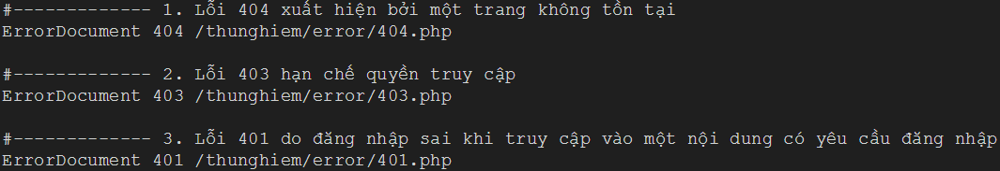 #------------- 1. Lỗi 404 xuất hiện bởi một trang không tồn tại
ErrorDocument 404 /thunghiem/error/404.php
#------------- 2. Lỗi 403 hạn chế quyền truy cập
ErrorDocument 403 /thunghiem/error/403.php
#------------- 3. Lỗi 401 do đăng nhập sai khi truy cập vào một nội dung có yêu cầu đăng nhập
ErrorDocument 401 /thunghiem/error/401.php